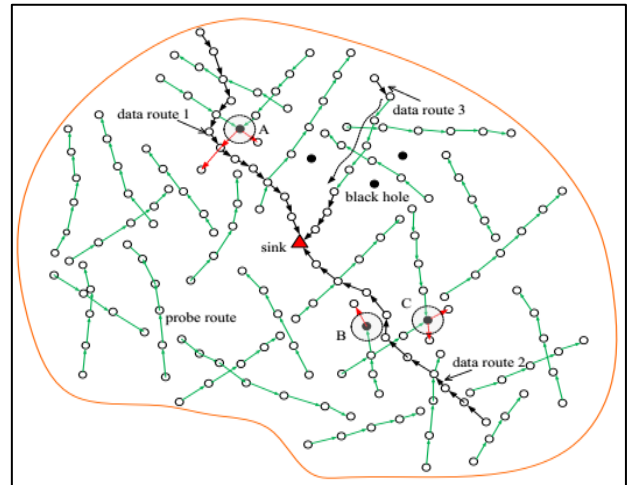 data route 1
A
data route 3
black hole
sink
probe route
B
C
data route 2